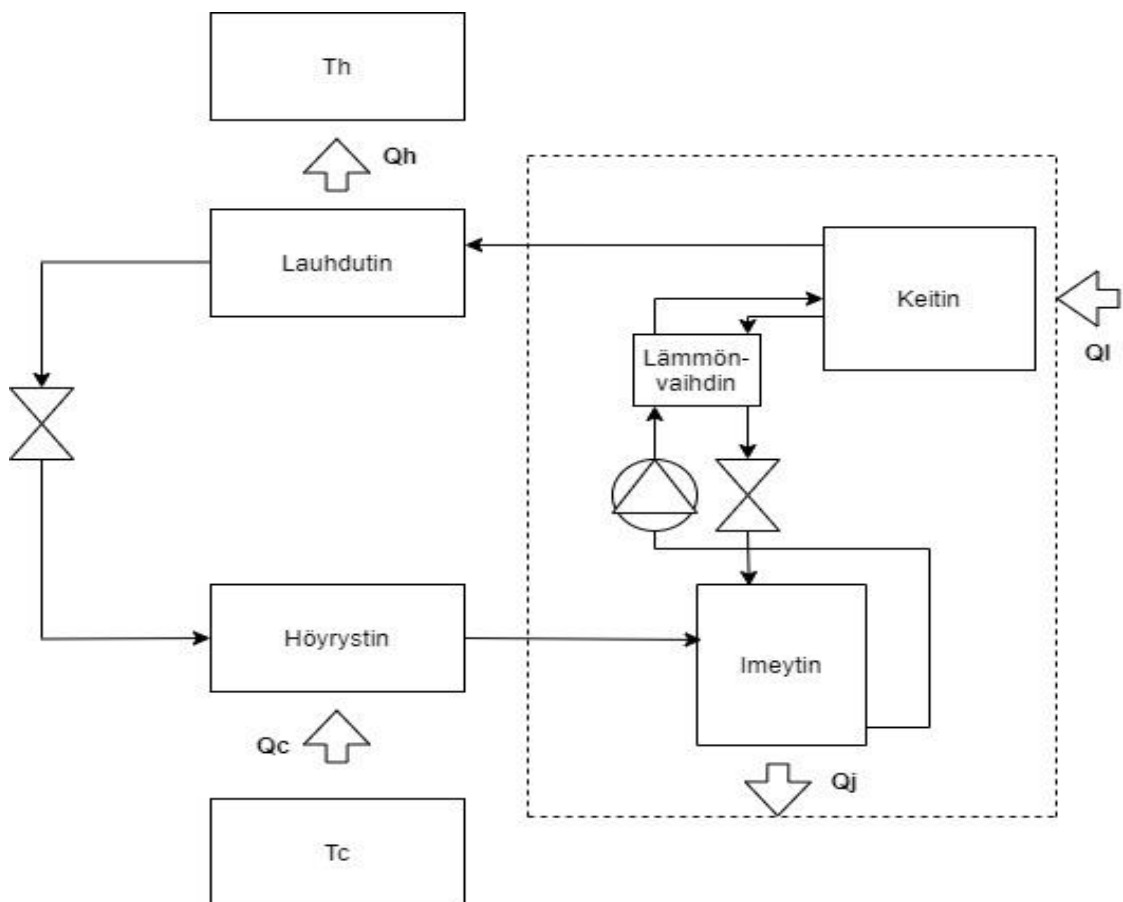 Th
Qh
Lauhdutin
Keitin
Ql
Lämmön-
vaihdin
Höyrystin
Imeytin
Qc
Qj
Tc